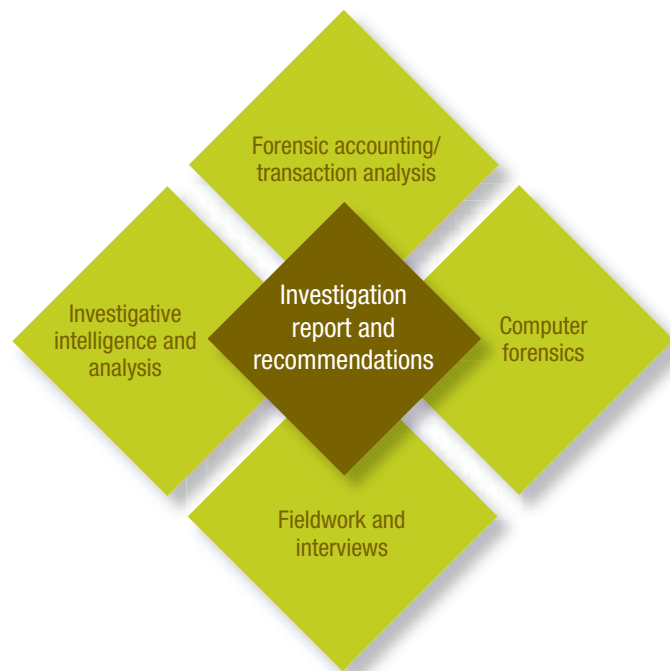 Forensic accounting/
transaction analysis
Investigative
intelligence and
analysis
Investigation
report and
recommendations
Computer
forensics
Fieldwork and
interviews